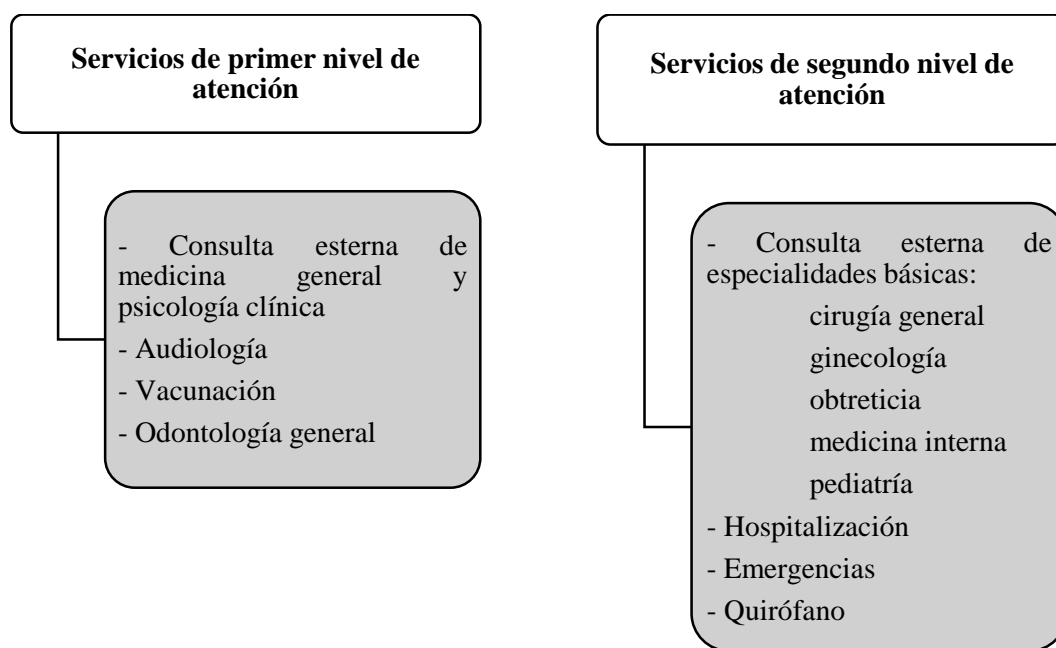 Servicios de primer nivel de
atención
- Consulta esterna de
medicina general y
psicología clínica
- Audiología
- Vacunación
- Odontología general
Servicios de segundo nivel de
atención
- Consulta esterna de
especialidades básicas:
cirugía general
ginecología
obtreticia
medicina interna
pediatría
- Hospitalización
- Emergencias
- Quirófano